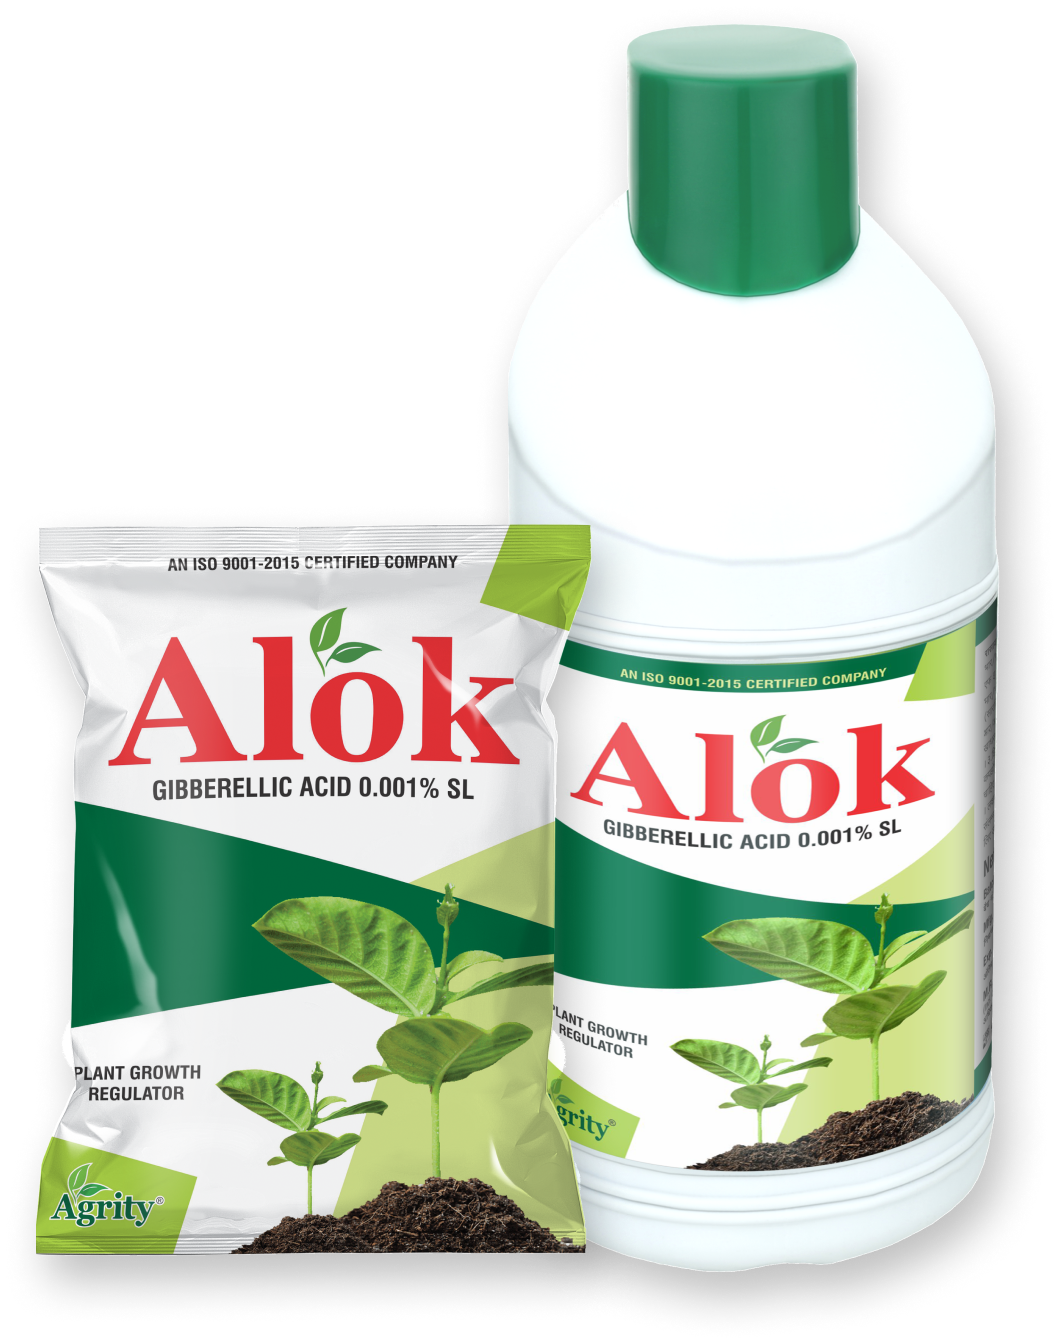 AN ISO 9001-2015 CERTIFIED COMPANY
Alok
GIBBERELLIC ACID 0.001% SL
PLANT GROWTH
REGULATOR
Agrity®
AN ISO 9001-2015 CERTIFIED COMPANY
Alok
GIBBERELLIC ACID 0.001% SL
PLANT GROWTH
REGULATOR
grity®